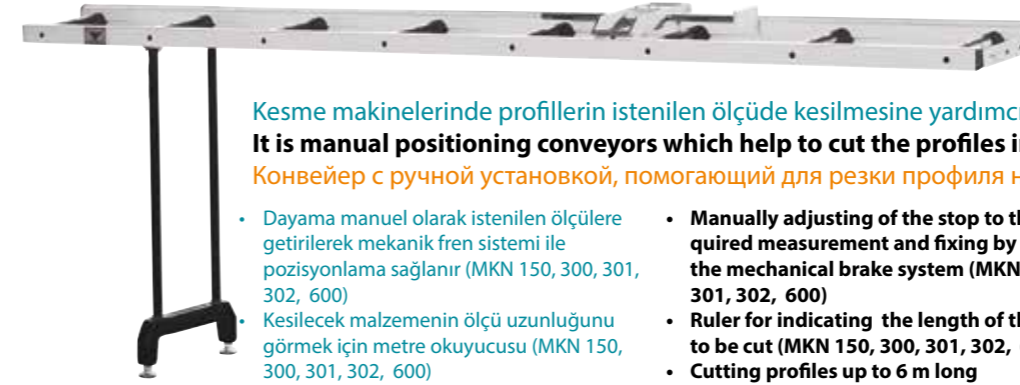 Kesme makinelerinde profillerin istenilen ölçüde kesilmesine yardımcı
It is manual positioning conveyors which help to cut the profiles
Конвейер с ручной установкой, помогающий для резки профиля
• Dayama manuel olarak istenilen ölçülere
getirilerek mekanik fren sistemi ile
pozisyonlama sağlanır (MKN 150, 300, 301,
302, 600)
• Kesilecek malzemenin ölçü uzunluğunu
görmek için metre okuyucusu (MKN 150,
300, 301, 302, 600)
• Manually adjusting of the stop to
quired measurement and fixing by
the mechanical brake system (MKN
301, 302, 600)
• Ruler for indicating the length of
to be cut (MKN 150, 300, 301, 302,
• Cutting profiles up to 6 m long